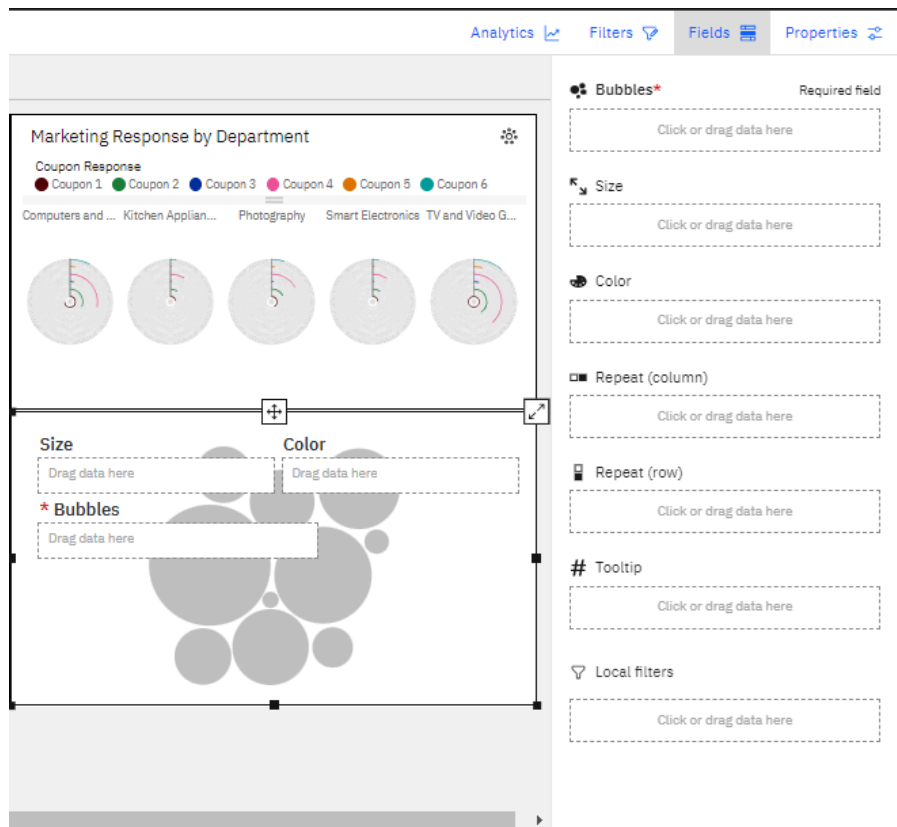 Analytics Filters Fields Properties
Bubbles* Required field
Click or drag data here
Size
Click or drag data here
Color
Click or drag data here
Repeat (column)
Click or drag data here
Repeat (row)
Click or drag data here
# Tooltip
Click or drag data here
Local filters
Click or drag data here
Marketing Response by Department
Coupon Response
Coupon 1 Coupon 2 Coupon 3 Coupon 4 Coupon 5 Coupon 6
Computers and ... Kitchen Applian... Photography Smart Electronics TV and Video G...
Size Color
Drag data here Drag data here
* Bubbles
Drag data here